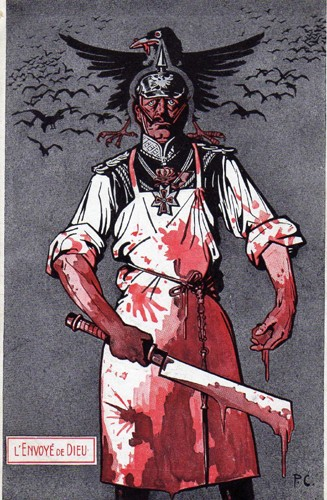 L'ENVOYÉ DE DIEU
P.C.